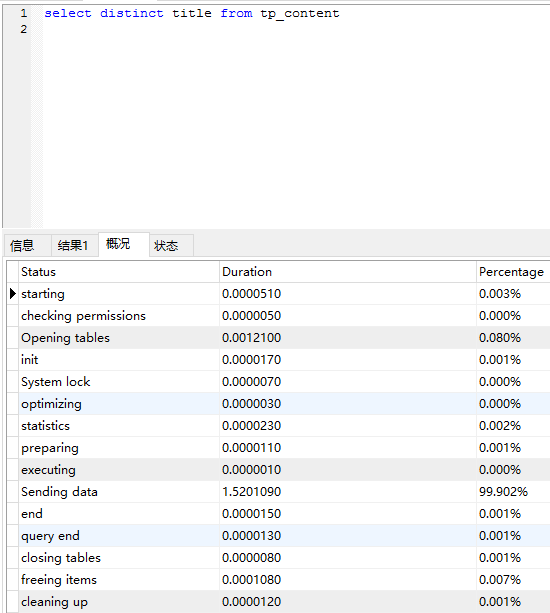 1 select distinct title from tp_content
2
信息 结果1 概况 状态
Status Duration Percentage
starting 0.0000510 0.003%
checking permissions 0.0000050 0.000%
Opening tables 0.0012100 0.080%
init 0.0000170 0.001%
System lock 0.0000070 0.000%
optimizing 0.0000030 0.000%
statistics 0.0000230 0.002%
preparing 0.0000110 0.001%
executing 0.0000010 0.000%
Sending data 1.5201090 99.902%
end 0.0000150 0.001%
query end 0.0000130 0.001%
closing tables 0.0000080 0.001%
freeing items 0.0001080 0.007%
cleaning up 0.0000120 0.001%